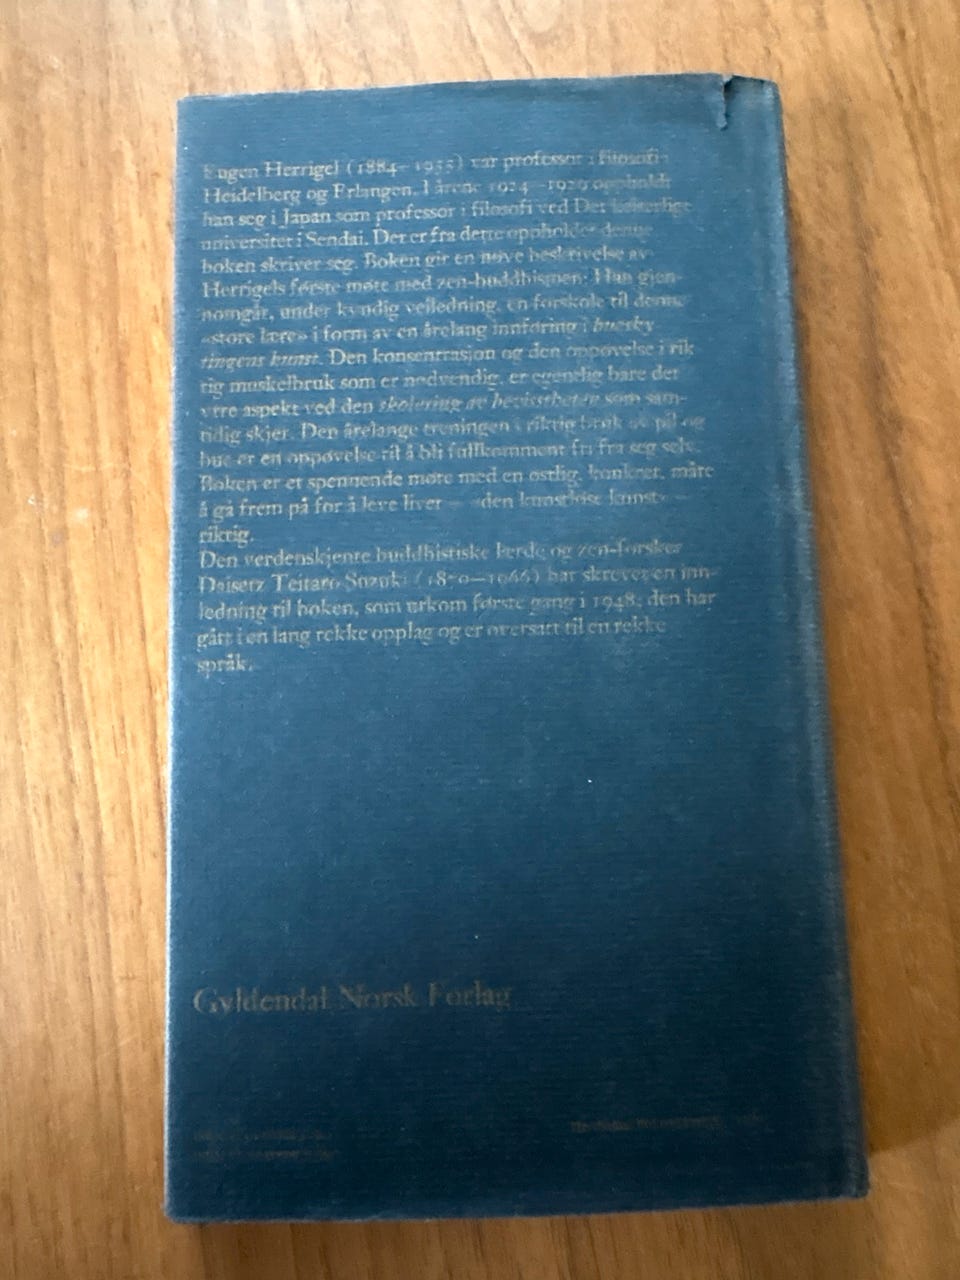 Eugen Herrigel (1884–1955) var professor i filosofi i
Heidelberg og Erlangen. I årene 1924–1929 oppholdt
han seg i Japan som professor i filosofi ved Det keiserlige
universitet i Sendai. Det er fra dette oppholdet denne
boken skriver seg. Boken gir en nøye beskrivelse av
Herrigels første møte med zen-buddhismen: Han gjen-
nomgår, under kyndig veiledning, en forskole til denne
«store lære» i form av en årelang innføring i buesky-
tingens kunst. Den konsentrasjon og den oppøvelse i rik-
tig muskelbruk som er nødvendig, er egentlig bare det
ytre aspekt ved den skolering av bevisstheten som sam-
tidig skjer. Den årelange treningen i riktig bruk av pil og
bue er en oppøvelse til å bli fullkomment fri fra seg selv.
Boken er et spennende møte med en østlig, konkret, måte
å gå frem på for å leve livet — «den kunstløse kunst» —
riktig.
Den verdenskjente buddhistiske lærde og zen-forsker
Daisetz Teitaro Suzuki (1870–1966) har skrevet en inn-
ledning til boken, som utkom første gang i 1948; den har
gått i en lang rekke opplag og er oversatt til en rekke
språk.
Gyldendal Norsk Forlag